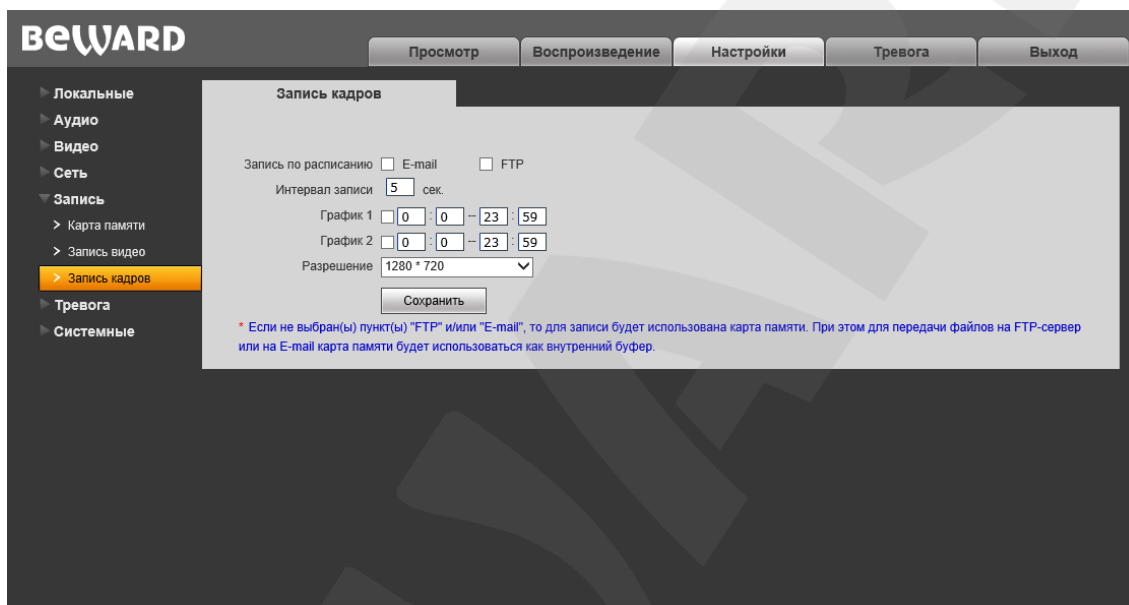 BEWARD
Просмотр Воспроизведение Настройки Тревога Выход
Локальные
Аудио
Видео
Сеть
Запись
Карта памяти
Запись видео
Запись кадров
Тревога
Системные
Запись кадров
Запись по расписанию E-mail FTP
Интервал записи 5 сек.
График 1 0 : 0 -- 23 : 59
График 2 0 : 0 -- 23 : 59
Разрешение 1280 * 720
Сохранить
* Если не выбран(ы) пункт(ы) "FTP" и/или "E-mail", то для записи будет использована карта памяти. При этом для передачи файлов на FTP-сервер
или на E-mail карта памяти будет использоваться как внутренний буфер.